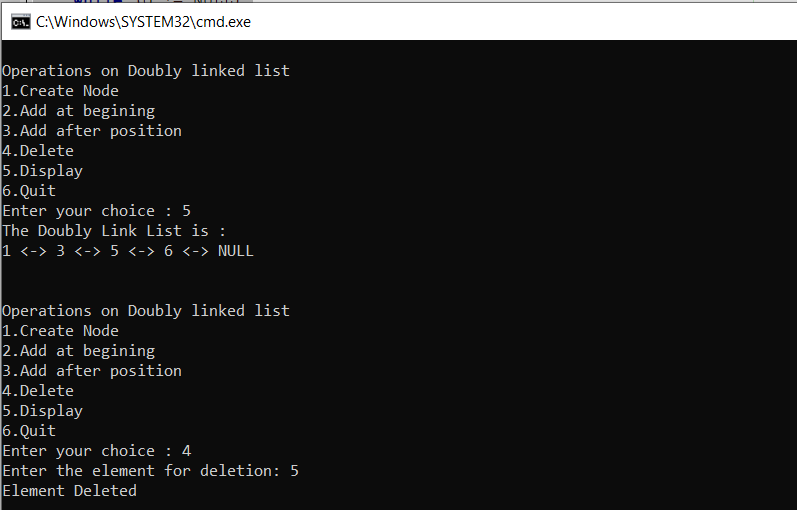 C:\Windows\SYSTEM32\cmd.exe
Operations on Doubly linked list
1.Create Node
2.Add at begining
3.Add after position
4.Delete
5.Display
6.Quit
Enter your choice : 5
The Doubly Link List is :
1 <-> 3 <-> 5 <-> 6 <-> NULL
Operations on Doubly linked list
1.Create Node
2.Add at begining
3.Add after position
4.Delete
5.Display
6.Quit
Enter your choice : 4
Enter the element for deletion: 5
Element Deleted